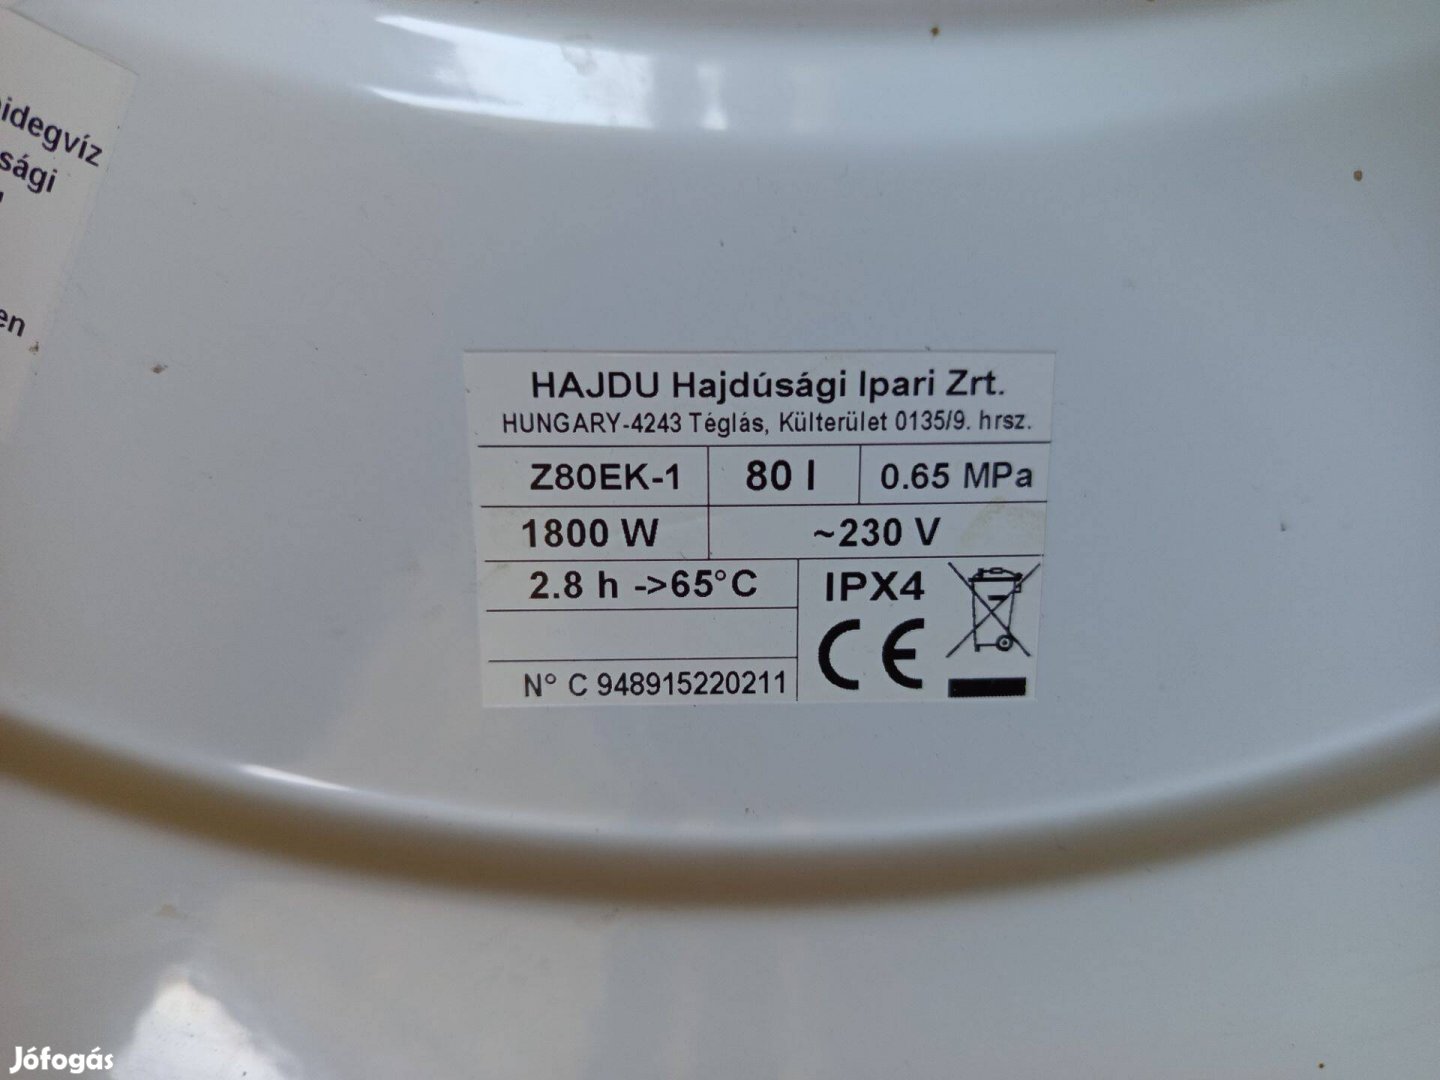 sági
en
HAJDU Hajdúsági Ipari Zrt.
HUNGARY-4243 Téglás, Külterület 0135/9. hrsz.
Z80EK-1 80 l 0.65 MPa
1800 W ~230 V
2.8 h ->65°C IPX4
CE
N° C 948915220211
Jófogás